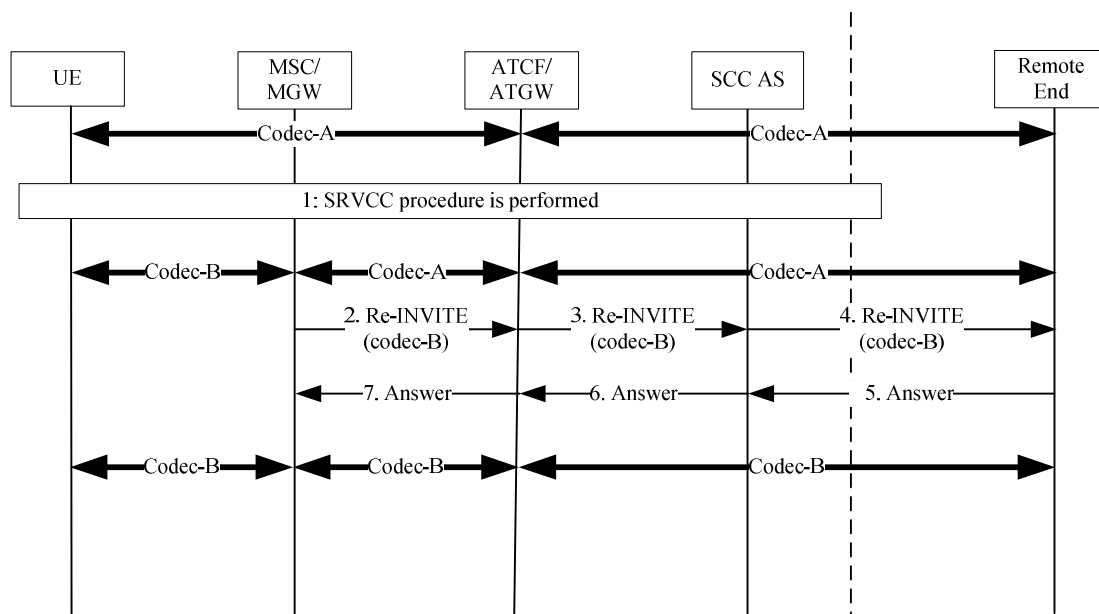 UE
MSC/
MGW
ATCF/
ATGW
SCC AS
Remote
End
Codec-A
Codec-A
1: SRVCC procedure is performed
Codec-B
Codec-A
Codec-A
2. Re-INVITE
(codec-B)
3. Re-INVITE
(codec-B)
4. Re-INVITE
(codec-B)
7. Answer
6. Answer
5. Answer
Codec-B
Codec-B
Codec-B